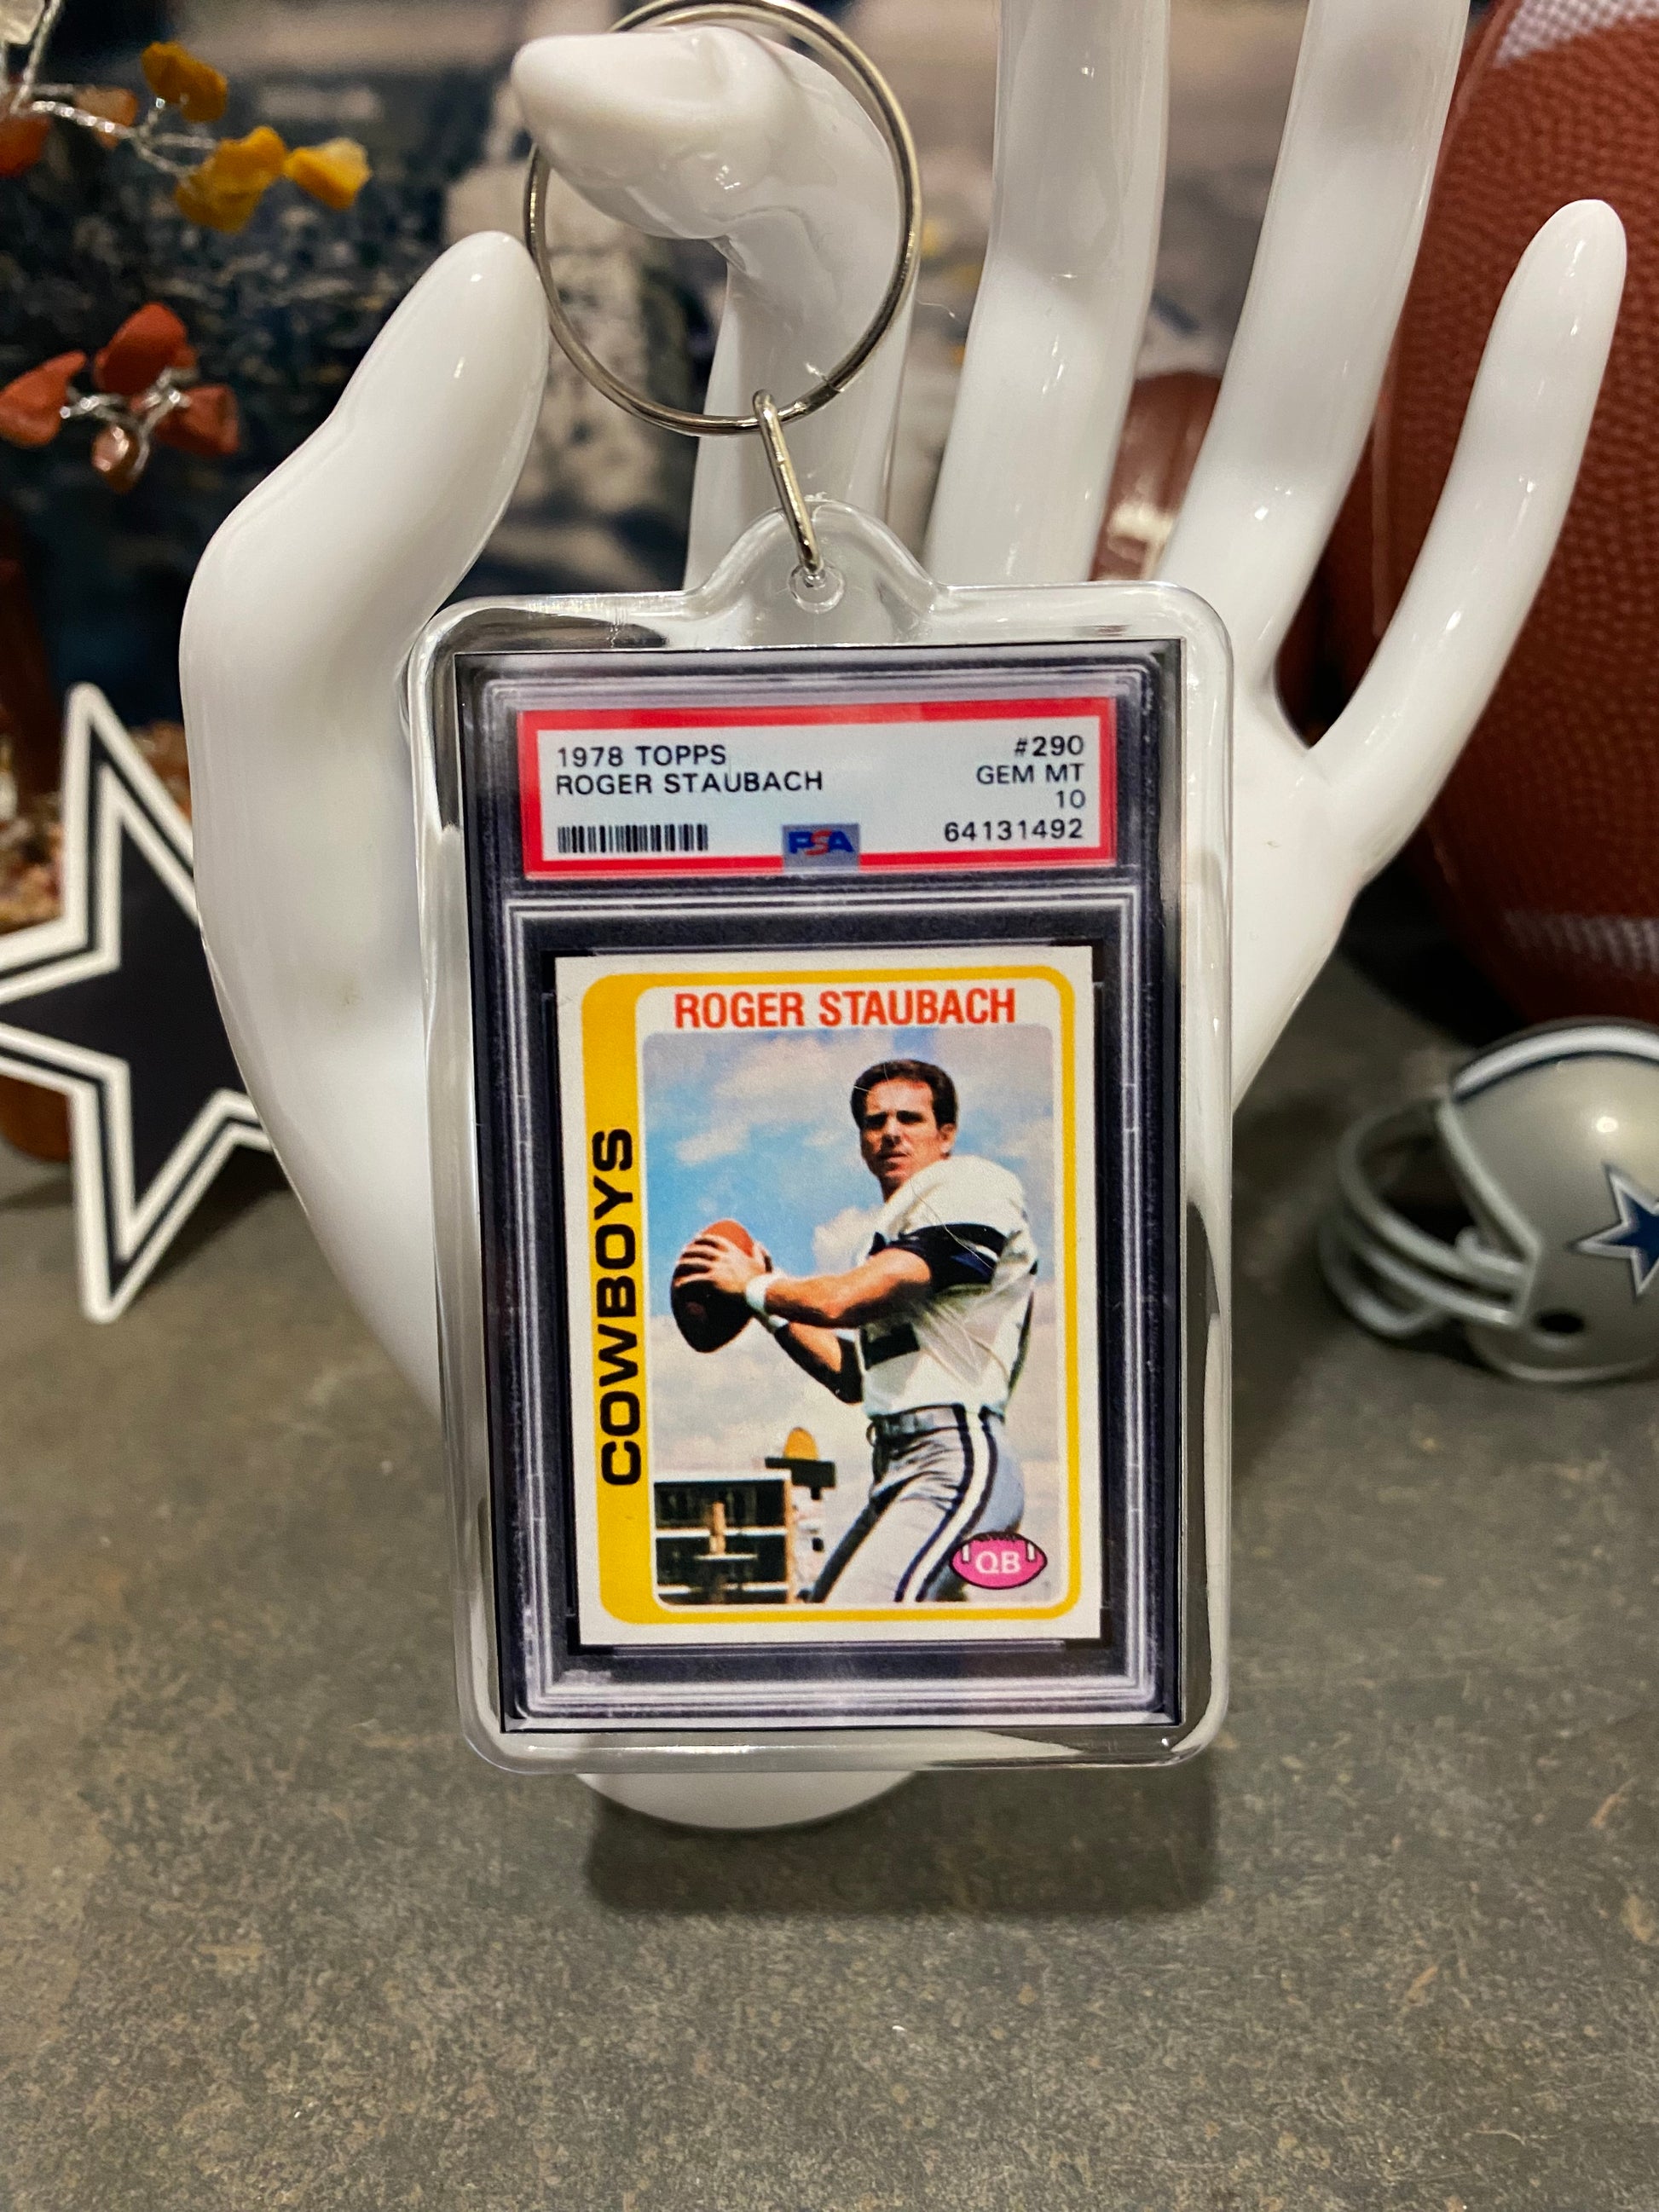 1978 TOPPS #290
ROGER STAUBACH GEM MT
10
PSA 64131492
ROGER STAUBACH
COWBOYS
QB